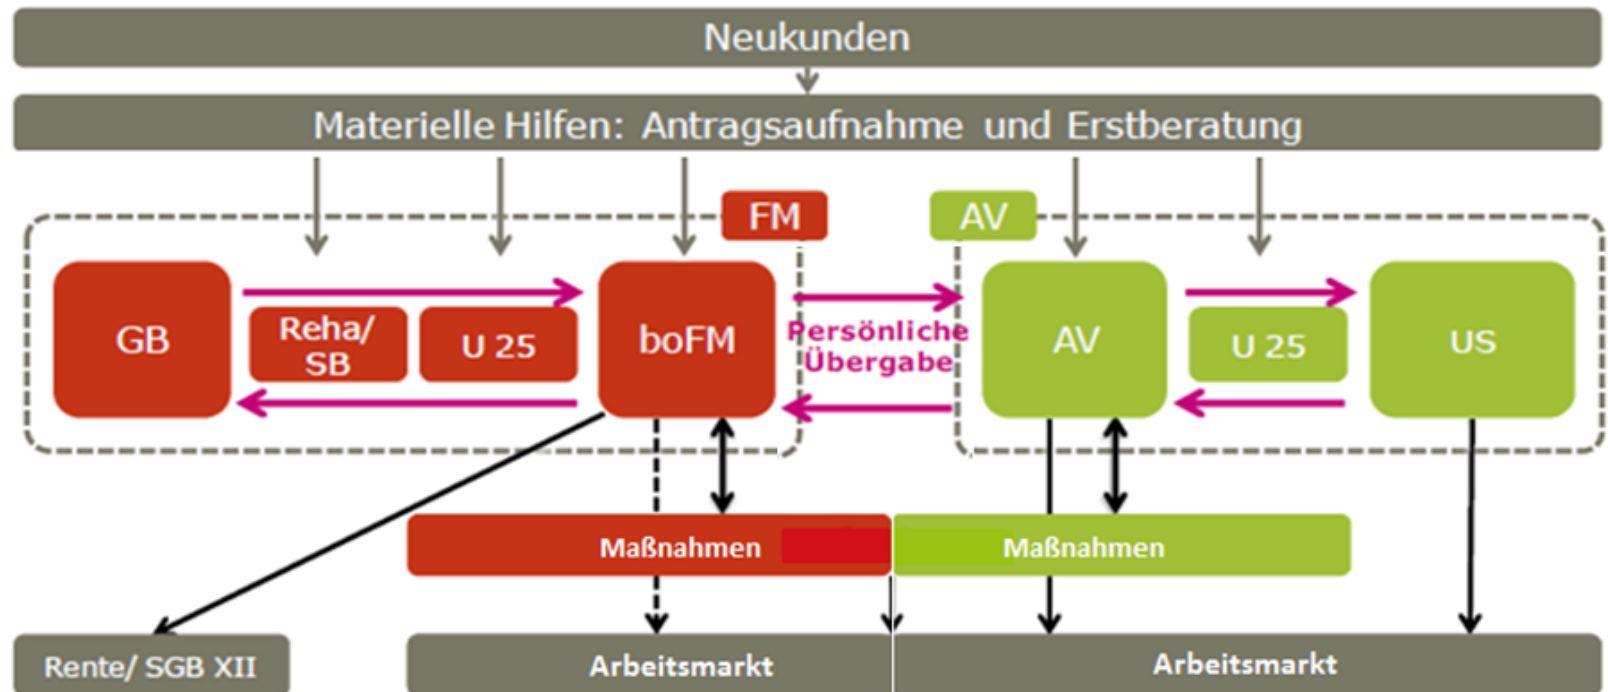 Neukunden
Materielle Hilfen: Antragsaufnahme und Erstberatung
FM
AV
GB
Reha/
SB
U 25
boFM
Persönliche
Übergabe
AV
U 25
US
Maßnahmen
Maßnahmen
Rente/ SGB XII
Arbeitsmarkt
Arbeitsmarkt